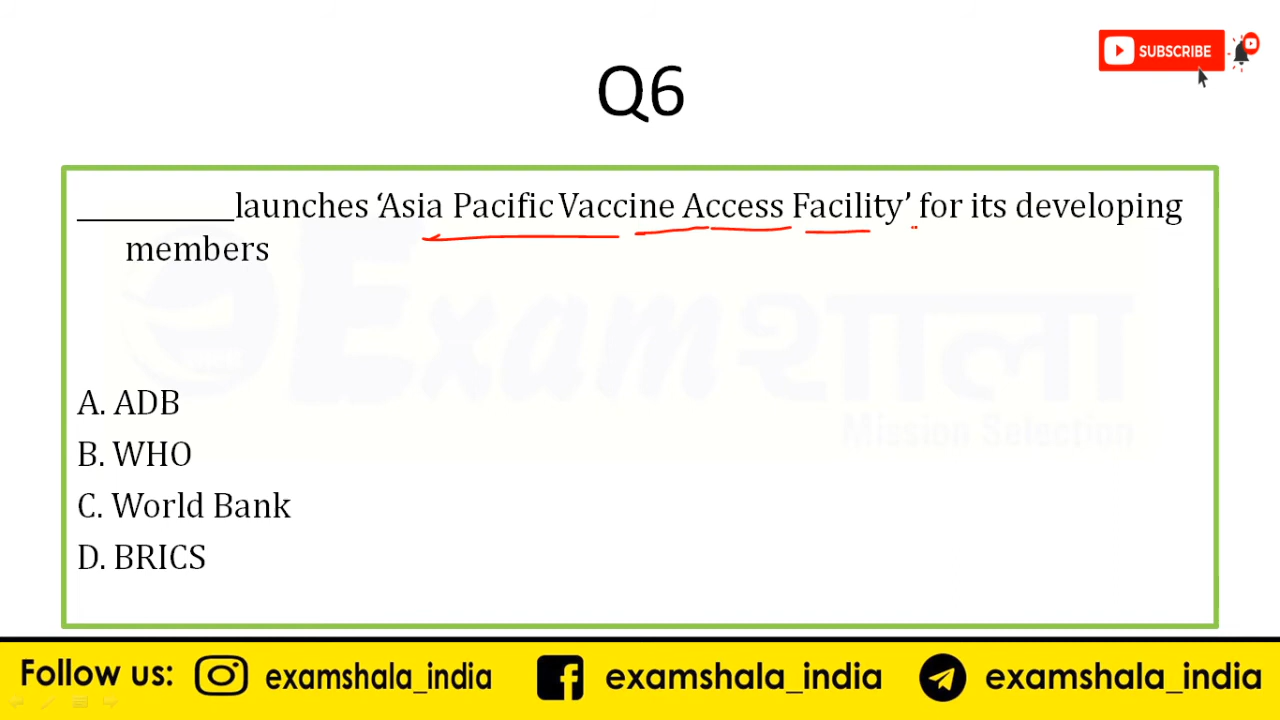 SUBSCRIBE
Q6
___________launches ‘Asia Pacific Vaccine Access Facility’ for its developing
members
Examशाला
Mission Selection
A. ADB
B. WHO
C. World Bank
D. BRICS
Follow us: examshala_india examshala_india examshala_india